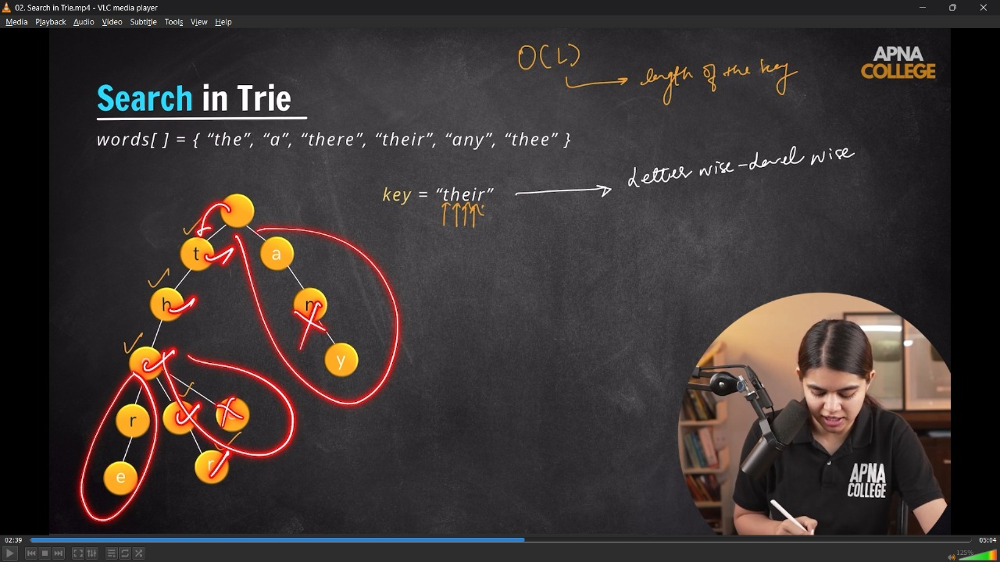 02. Search in Trie.mp4 - VLC media player
Media Playback Audio Video Subtitle Tools View Help
O(L)
length of the key
APNA
COLLEGE
Search in Trie
words[ ] = { “the”, “a”, “there”, “their”, “any”, “thee” }
key = “their”
Letter wise-Level wise
t a
h n
e y
r
e r
APNA
COLLEGE
02:39 05:04
125%